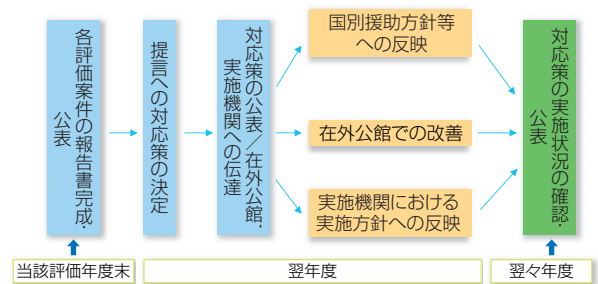 各評価案件の報告書完成・
公表
提言への対応策の決定
対応策の公表／在外公館,
実施機関への伝達
国別援助方針等
への反映
在外公館での改善
実施機関における
実施方針への反映
対応策の実施状況の確認・
公表
当該評価年度末
翌年度
翌々年度